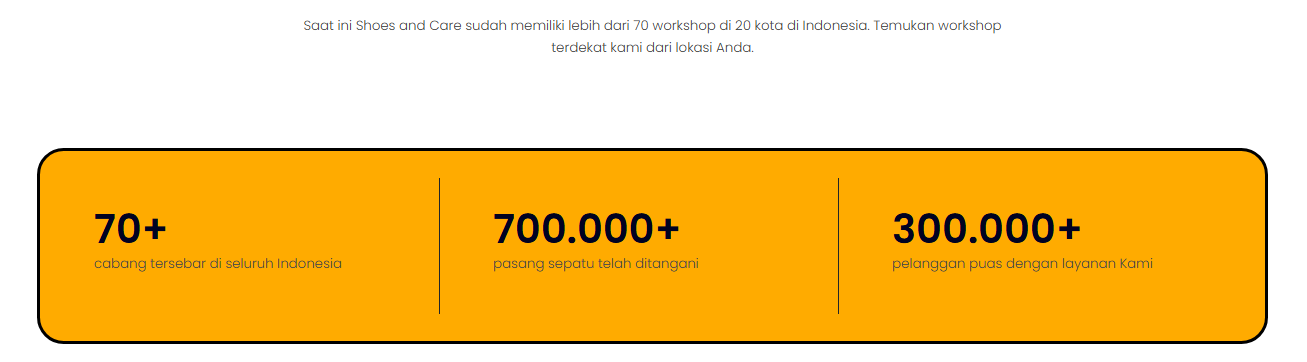 Saat ini Shoes and Care sudah memiliki lebih dari 70 workshop di 20 kota di Indonesia. Temukan workshop
terdekat kami dari lokasi Anda.
70+
cabang tersebar di seluruh Indonesia
700.000+
pasang sepatu telah ditangani
300.000+
pelanggan puas dengan layanan Kami